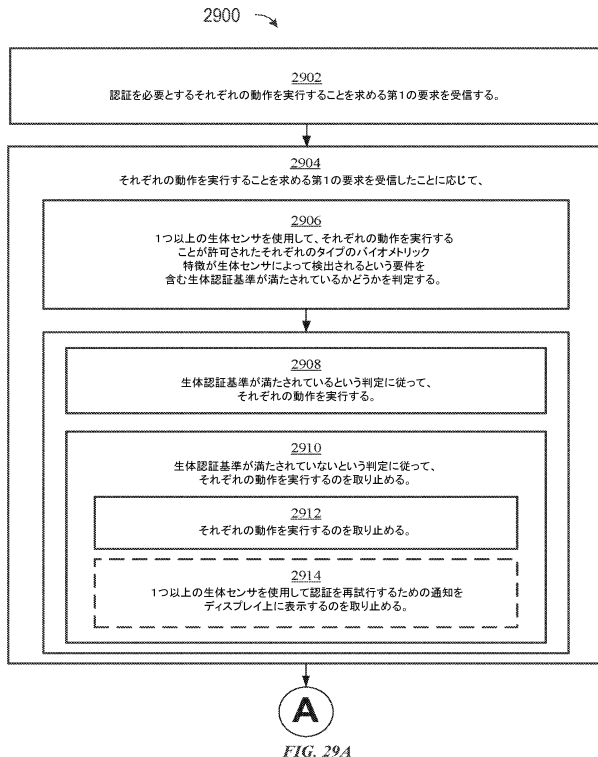 2900
2902
認証を必要とするそれぞれの動作を実行することを求める第1の要求を受信する。
2904
それぞれの動作を実行することを求める第1の要求を受信したことに応じて、
2906
1つ以上の生体センサを使用して、それぞれの動作を実行する
ことが許可されたそれぞれのタイプのバイオメトリック
特徴が生体センサによって検出されるという要件を
含む生体認証基準が満たされているかどうかを判定する。
2908
生体認証基準が満たされているという判定に従って、
それぞれの動作を実行する。
2910
生体認証基準が満たされていないという判定に従って、
それぞれの動作を実行するのを取り止める。
2912
それぞれの動作を実行するのを取り止める。
2914
1つ以上の生体センサを使用して認証を再試行するための通知を
ディスプレイ上に表示するのを取り止める。
A
FIG. 29A